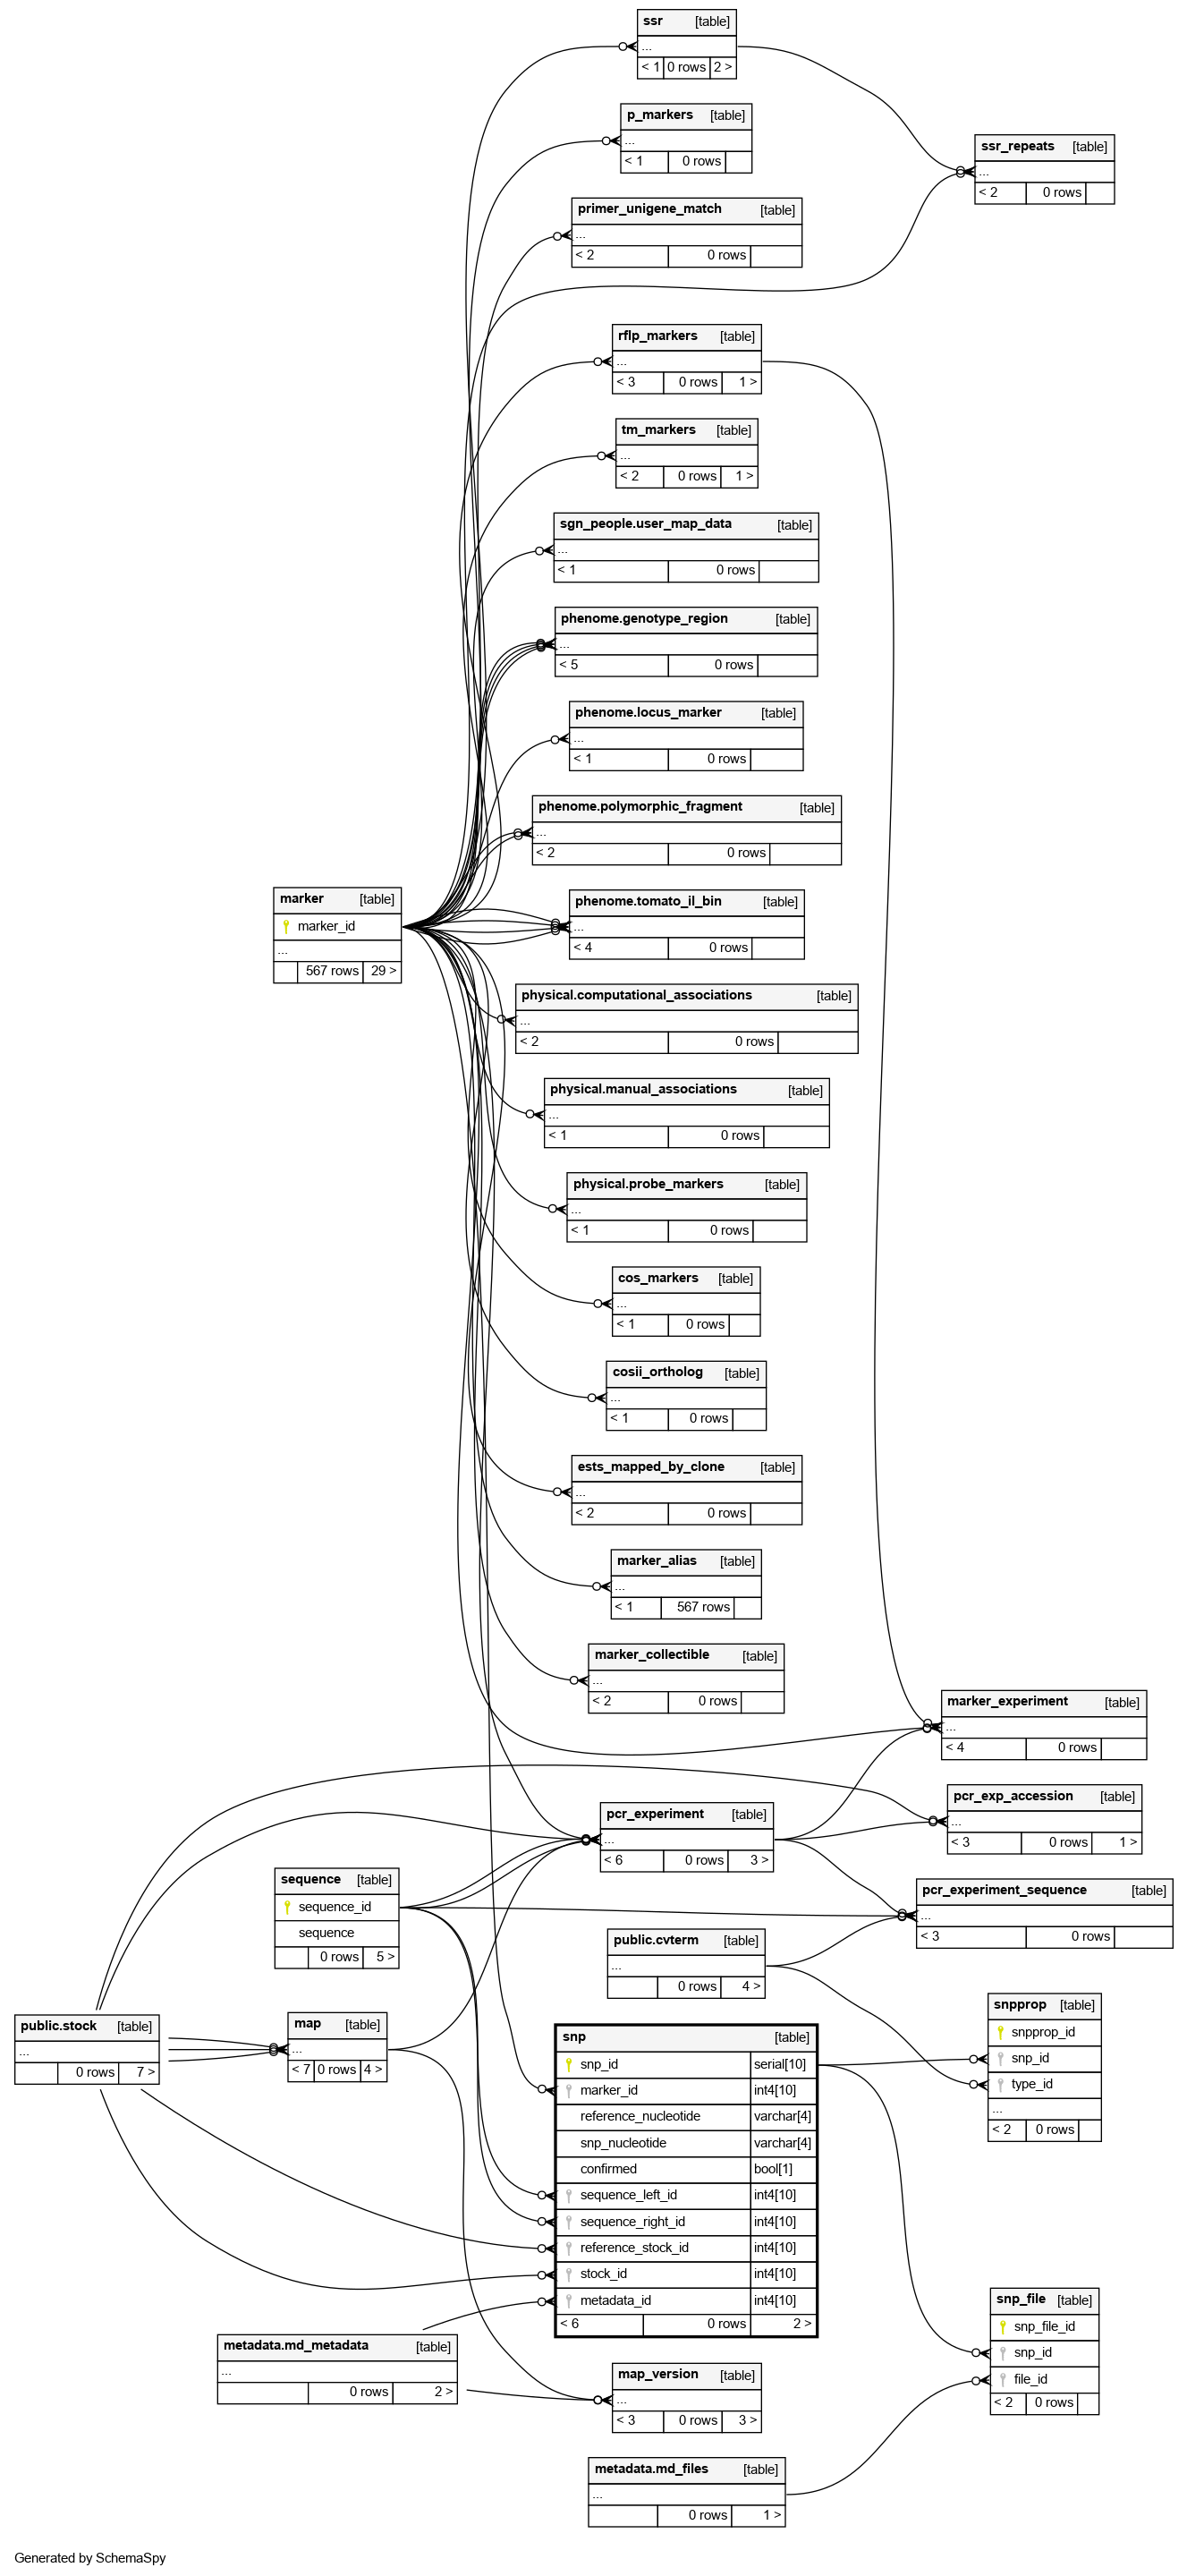 ssr [table]
...
< 1 0 rows 2 >
p_markers [table]
...
< 1 0 rows
ssr_repeats [table]
...
< 2 0 rows
primer_unigene_match [table]
...
< 2 0 rows
rflp_markers [table]
...
< 3 0 rows 1 >
tm_markers [table]
...
< 2 0 rows 1 >
sgn_people.user_map_data [table]
...
< 1 0 rows
phenome.genotype_region [table]
...
< 5 0 rows
phenome.locus_marker [table]
...
< 1 0 rows
phenome.polymorphic_fragment [table]
...
< 2 0 rows
marker [table]
marker_id
...
567 rows 29 >
phenome.tomato_il_bin [table]
...
< 4 0 rows
physical.computational_associations [table]
...
< 2 0 rows
physical.manual_associations [table]
...
< 1 0 rows
physical.probe_markers [table]
...
< 1 0 rows
cos_markers [table]
...
< 1 0 rows
cosii_ortholog [table]
...
< 1 0 rows
ests_mapped_by_clone [table]
...
< 2 0 rows
marker_alias [table]
...
< 1 567 rows
marker_collectible [table]
...
< 2 0 rows
marker_experiment [table]
...
< 4 0 rows
pcr_exp_accession [table]
...
< 3 0 rows 1 >
pcr_experiment [table]
...
< 6 0 rows 3 >
sequence [table]
sequence_id
sequence
0 rows 5 >
pcr_experiment_sequence [table]
...
< 3 0 rows
public.cvterm [table]
...
0 rows 4 >
public.stock [table]
...
0 rows 7 >
map [table]
...
< 7 0 rows 4 >
snp [table]
snp_id serial[10]
marker_id int4[10]
reference_nucleotide varchar[4]
snp_nucleotide varchar[4]
confirmed bool[1]
sequence_left_id int4[10]
sequence_right_id int4[10]
reference_stock_id int4[10]
stock_id int4[10]
metadata_id int4[10]
< 6 0 rows 2 >
snpprop [table]
snpprop_id
snp_id
type_id
...
< 2 0 rows
snp_file [table]
snp_file_id
snp_id
file_id
< 2 0 rows
metadata.md_metadata [table]
...
0 rows 2 >
map_version [table]
...
< 3 0 rows 3 >
metadata.md_files [table]
...
0 rows 1 >
Generated by SchemaSpy